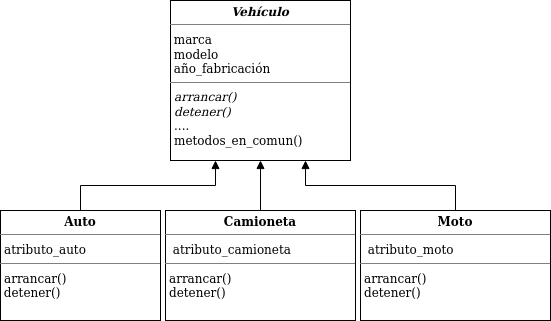 Vehículo
marca
modelo
año_fabricación
arrancar()
detener()
....
metodos_en_comun()
Auto
atributo_auto
arrancar()
detener()
Camioneta
atributo_camioneta
arrancar()
detener()
Moto
atributo_moto
arrancar()
detener()